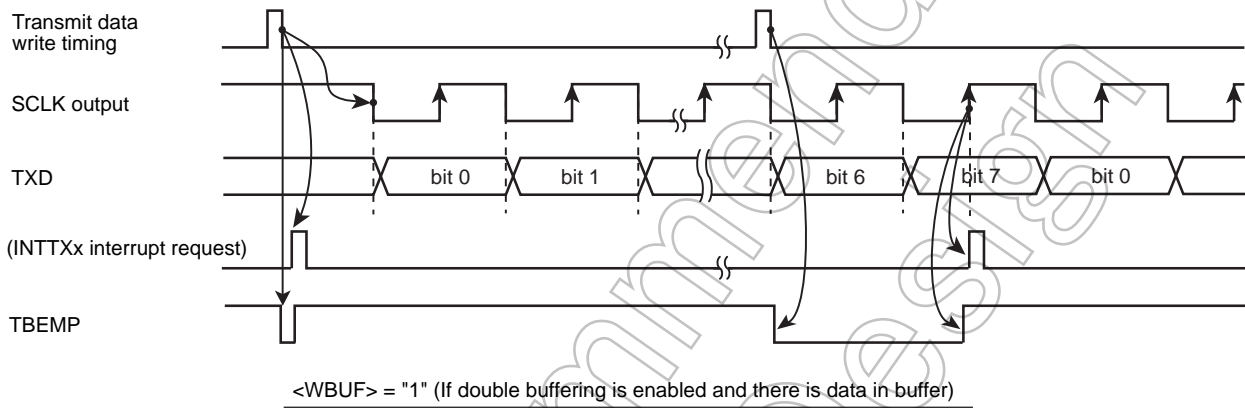 Transmit data
write timing
SCLK output
TXD
bit 0
bit 1
bit 6
bit 7
bit 0
(INTTXx interrupt request)
TBEMP
<WBUF> = "1" (If double buffering is enabled and there is data in buffer)